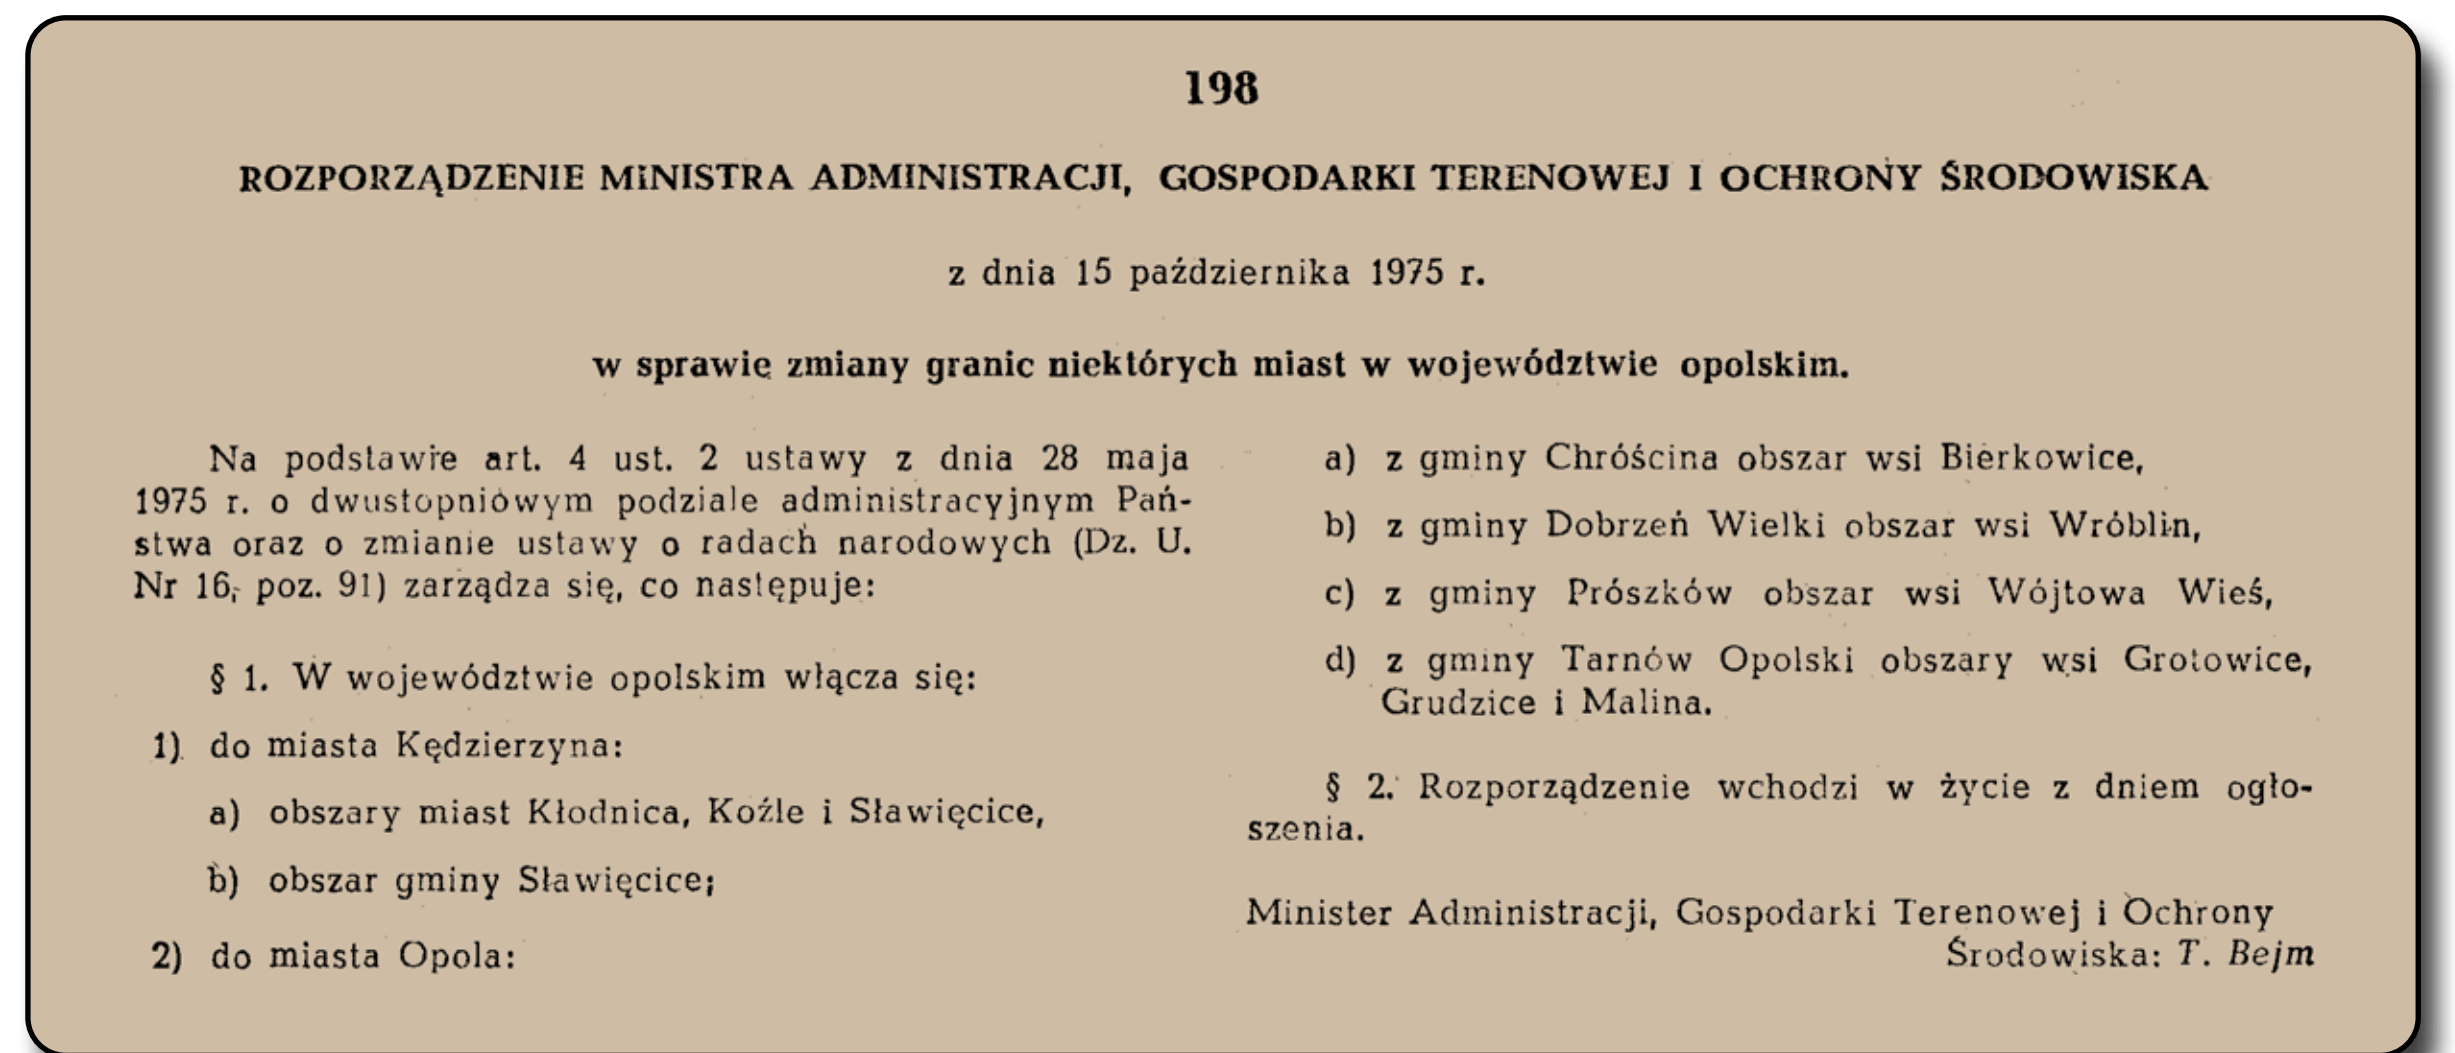 198
ROZPORZĄDZENIE MINISTRA ADMINISTRACJI, GOSPODARKI TERENOWEJ I OCHRONY ŚRODOWISKA
z dnia 15 października 1975 r.
w sprawie zmiany granic niektórych miast w województwie opolskim.
Na podstawie art. 4 ust. 2 ustawy z dnia 28 maja
1975 r. o dwustopniowym podziale administracyjnym Pań-
stwa oraz o zmianie ustawy o radach narodowych (Dz. U.
Nr 16, poz. 91) zarządza się, co następuje:
§ 1. W województwie opolskim włącza się:
1) do miasta Kędzierzyna:
a) obszary miast Kłodnica, Koźle i Sławięcice,
b) obszar gminy Sławięcice;
2) do miasta Opola:
a) z gminy Chróścina obszar wsi Bierkowice,
b) z gminy Dobrzeń Wielki obszar wsi Wróblin,
c) z gminy Prószków obszar wsi Wójtowa Wieś,
d) z gminy Tarnów Opolski obszary wsi Grotowice,
Grudzice i Malina.
§ 2. Rozporządzenie wchodzi w życie z dniem ogło-
szenia.
Minister Administracji, Gospodarki Terenowej i Ochrony
Środowiska: T. Bejm